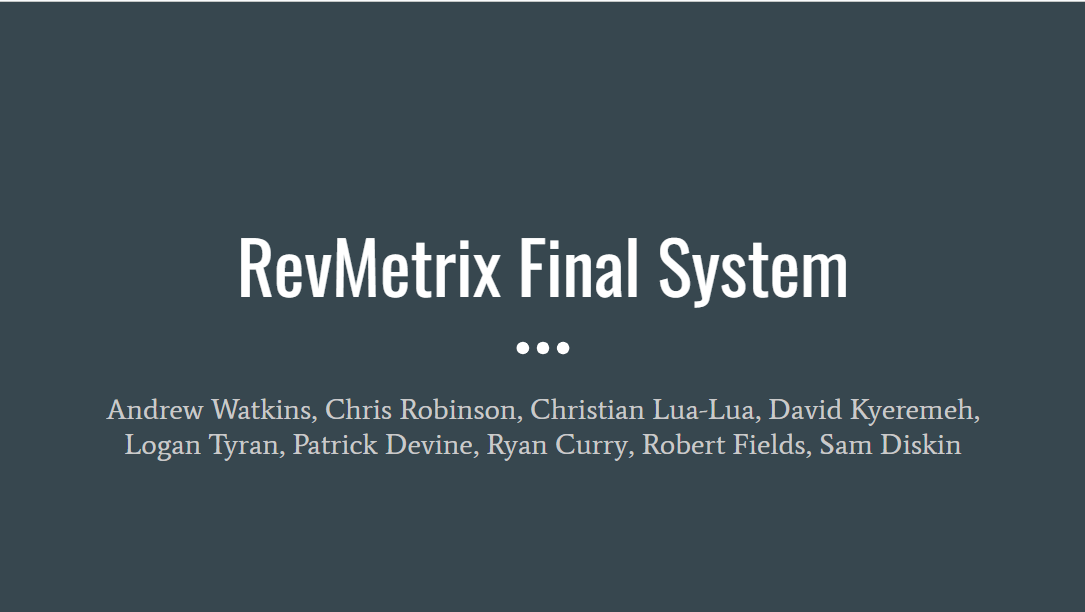 RevMetrix Final System
Andrew Watkins, Chris Robinson, Christian Lua-Lua, David Kyeremeh,
Logan Tyran, Patrick Devine, Ryan Curry, Robert Fields, Sam Diskin